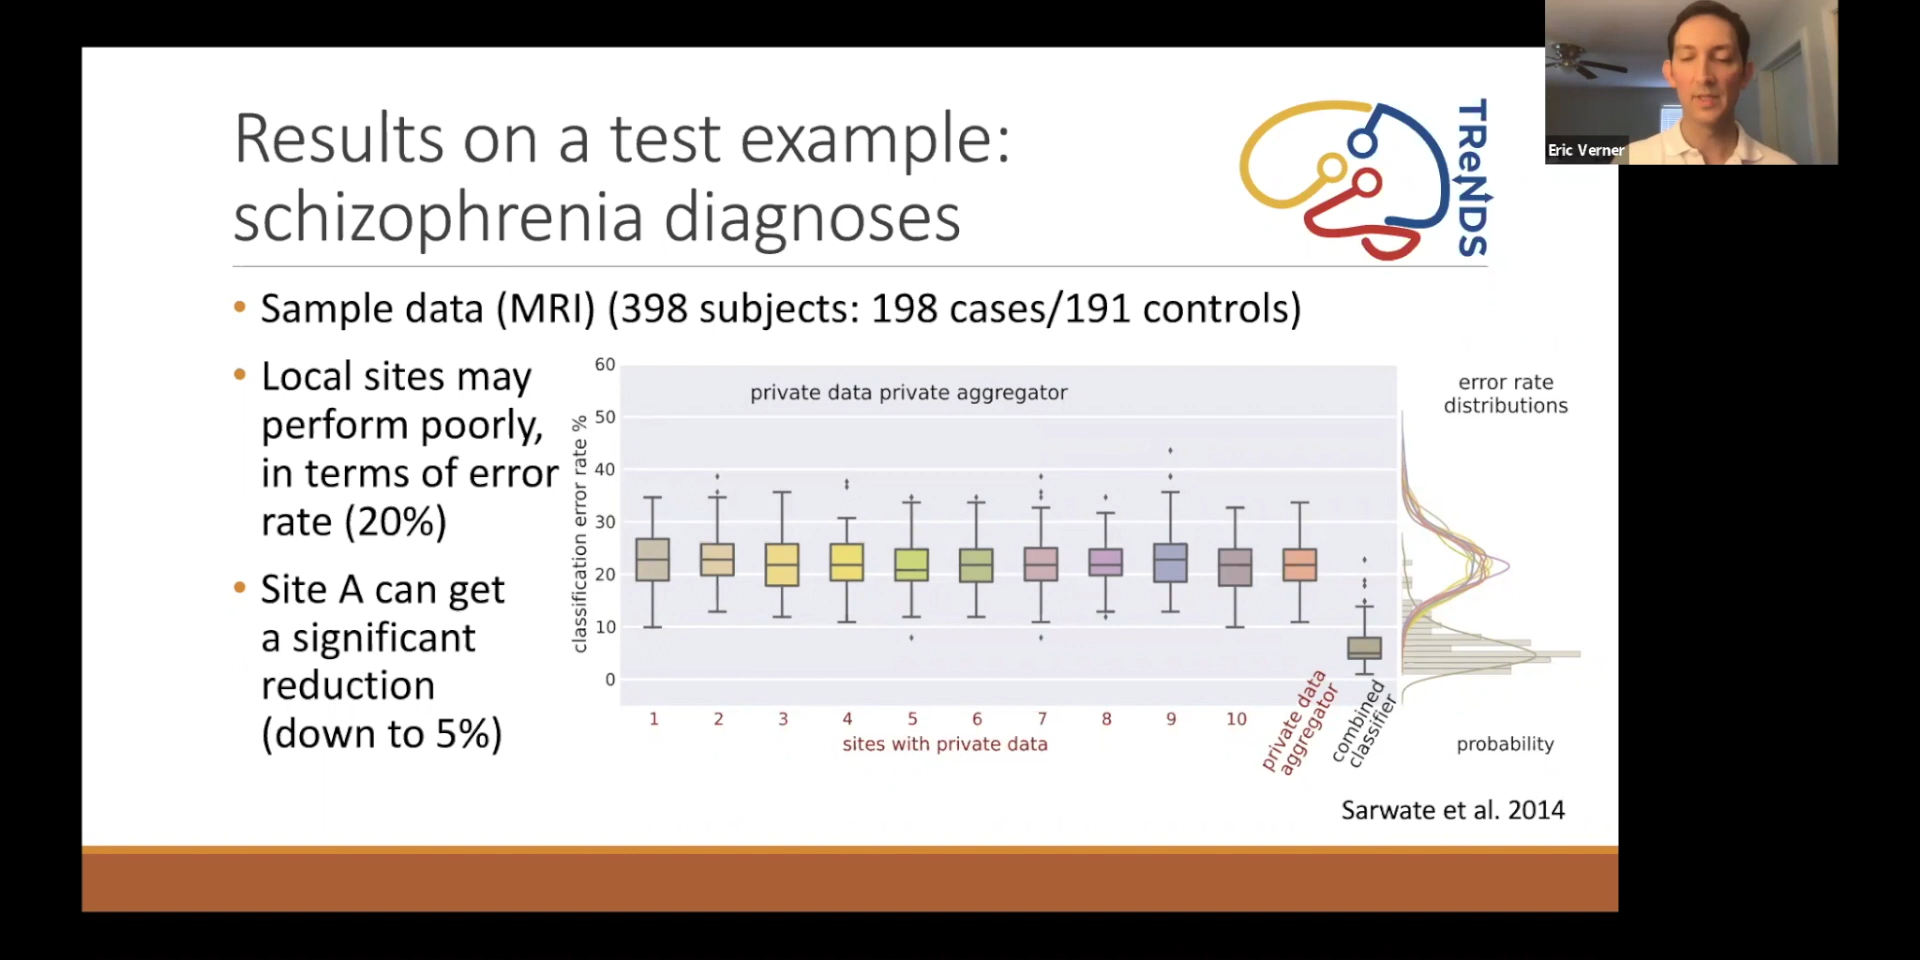 Results on a test example:
schizophrenia diagnoses
TReNDS
Eric Verner
• Sample data (MRI) (398 subjects: 198 cases/191 controls)
• Local sites may
perform poorly,
in terms of error
rate (20%)
• Site A can get
a significant
reduction
(down to 5%)
private data private aggregator
classification error rate %
60
50
40
30
20
10
0
1 2 3 4 5 6 7 8 9 10
sites with private data
private data
aggregator
combined
classifier
error rate
distributions
probability
Sarwate et al. 2014